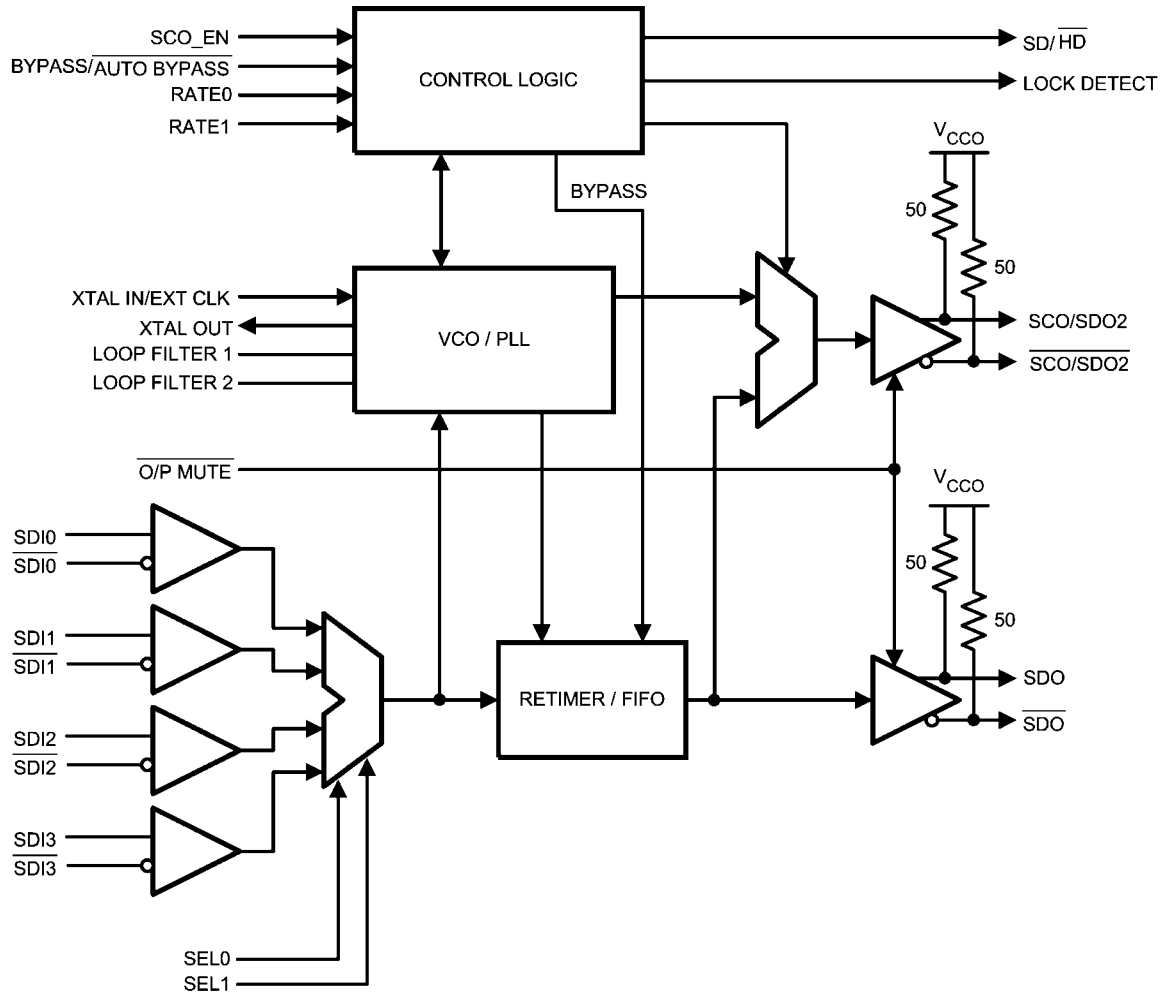 SCO_EN
BYPASS/AUTO BYPASS
RATE0
RATE1
CONTROL LOGIC
SD/HD
LOCK DETECT
BYPASS
VCCO
50
50
XTAL IN/EXT CLK
XTAL OUT
LOOP FILTER 1
LOOP FILTER 2
VCO / PLL
SCO/SDO2
SCO/SDO2
O/P MUTE
VCCO
50
50
SDI0
SDI0
SDI1
SDI1
SDI2
SDI2
SDI3
SDI3
RETIMER / FIFO
SDO
SDO
SEL0
SEL1